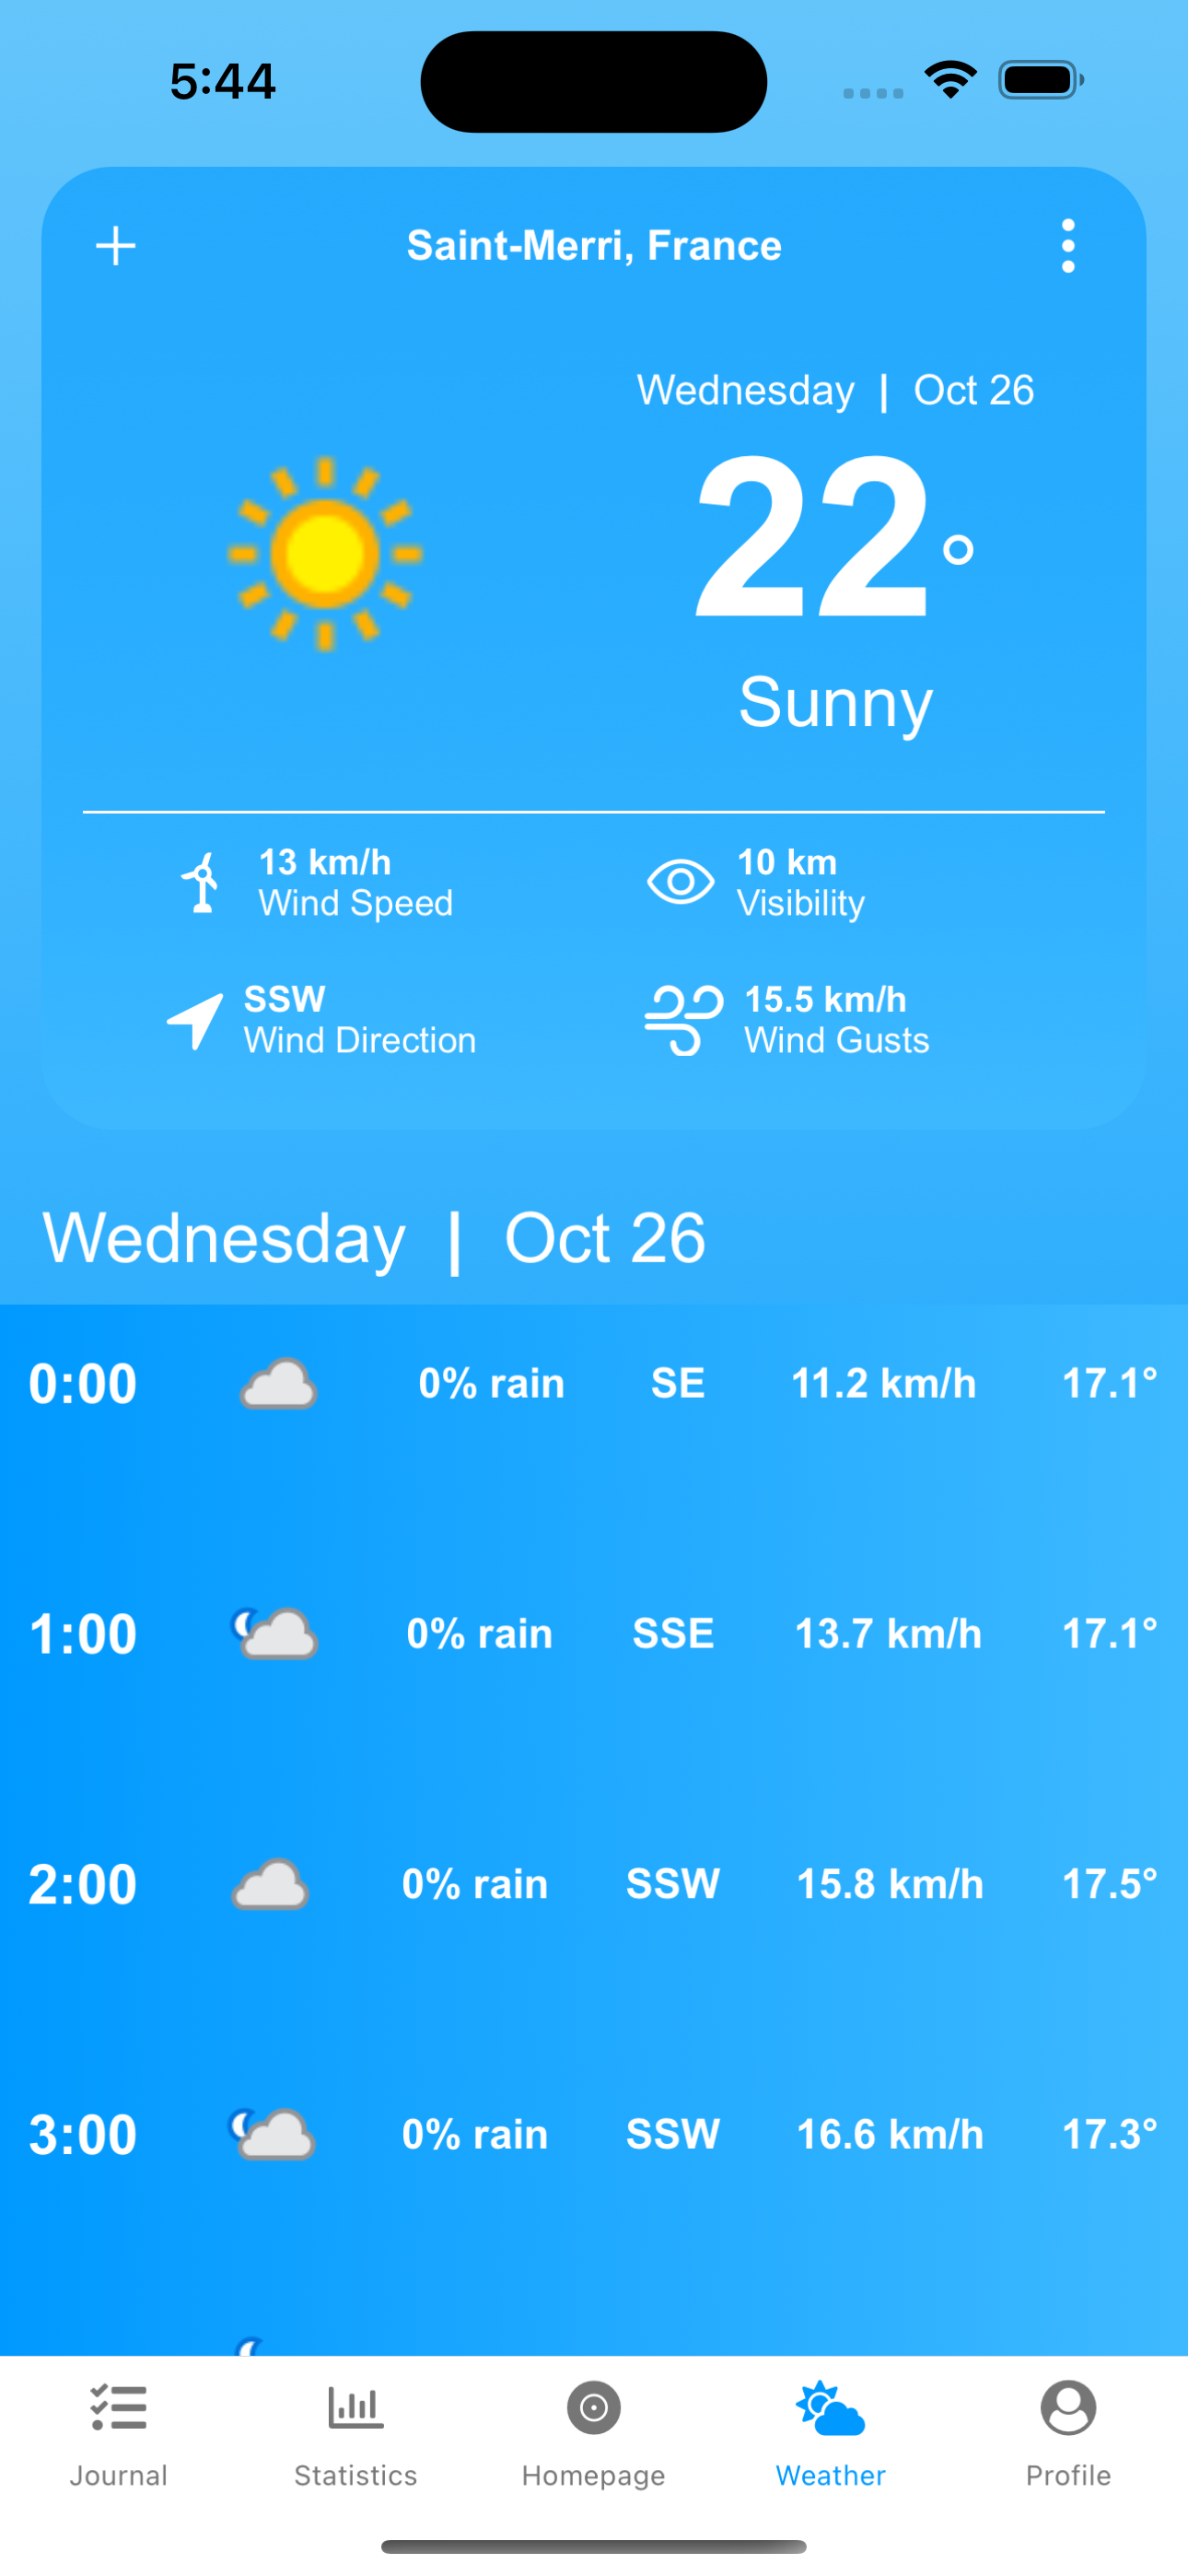 5:44
Saint-Merri, France
Wednesday | Oct 26
22°
Sunny
13 km/h
Wind Speed
10 km
Visibility
SSW
Wind Direction
15.5 km/h
Wind Gusts
Wednesday | Oct 26
0:00 0% rain SE 11.2 km/h 17.1°
1:00 0% rain SSE 13.7 km/h 17.1°
2:00 0% rain SSW 15.8 km/h 17.5°
3:00 0% rain SSW 16.6 km/h 17.3°
Journal Statistics Homepage Weather Profile